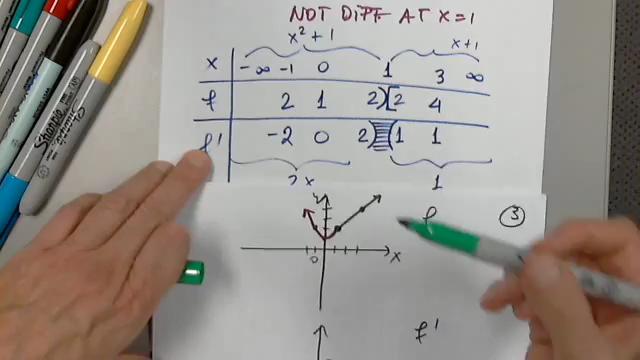 NOT DIFF AT X=1
x² + 1 x+1
x -∞ -1 0 1 3 ∞
f 2 1 2) [2 4
f' -2 0 2) (1 1
2x 1
y f 3
0 x
f'
Sharpie